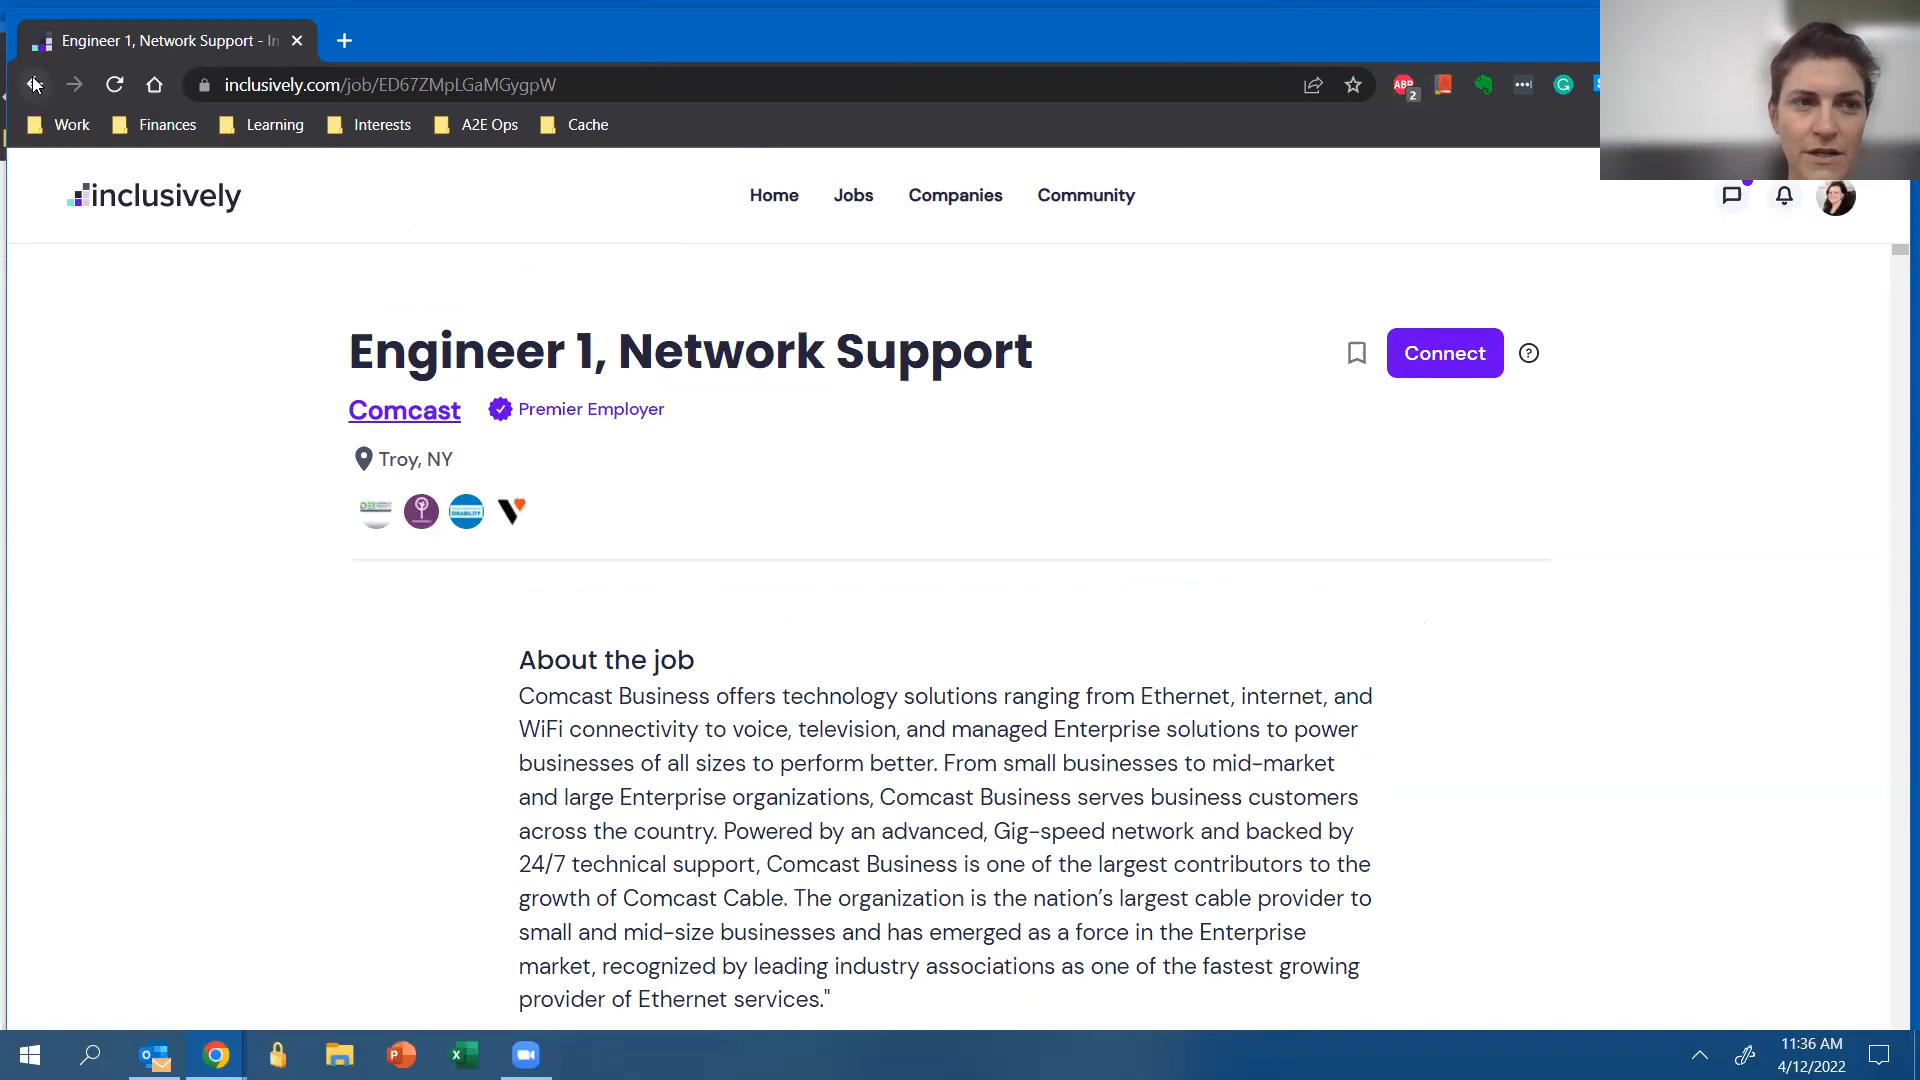 Engineer 1, Network Support - In
inclusively.com/job/ED67ZMpLGaMGygpW
ABP
2
Work
Finances
Learning
Interests
A2E Ops
Cache
inclusively
Home
Jobs
Companies
Community
Engineer 1, Network Support
Connect
Comcast
Premier Employer
Troy, NY
DISABILITY
About the job
Comcast Business offers technology solutions ranging from Ethernet, internet, and
WiFi connectivity to voice, television, and managed Enterprise solutions to power
businesses of all sizes to perform better. From small businesses to mid-market
and large Enterprise organizations, Comcast Business serves business customers
across the country. Powered by an advanced, Gig-speed network and backed by
24/7 technical support, Comcast Business is one of the largest contributors to the
growth of Comcast Cable. The organization is the nation’s largest cable provider to
small and mid-size businesses and has emerged as a force in the Enterprise
market, recognized by leading industry associations as one of the fastest growing
provider of Ethernet services."
11:36 AM
4/12/2022